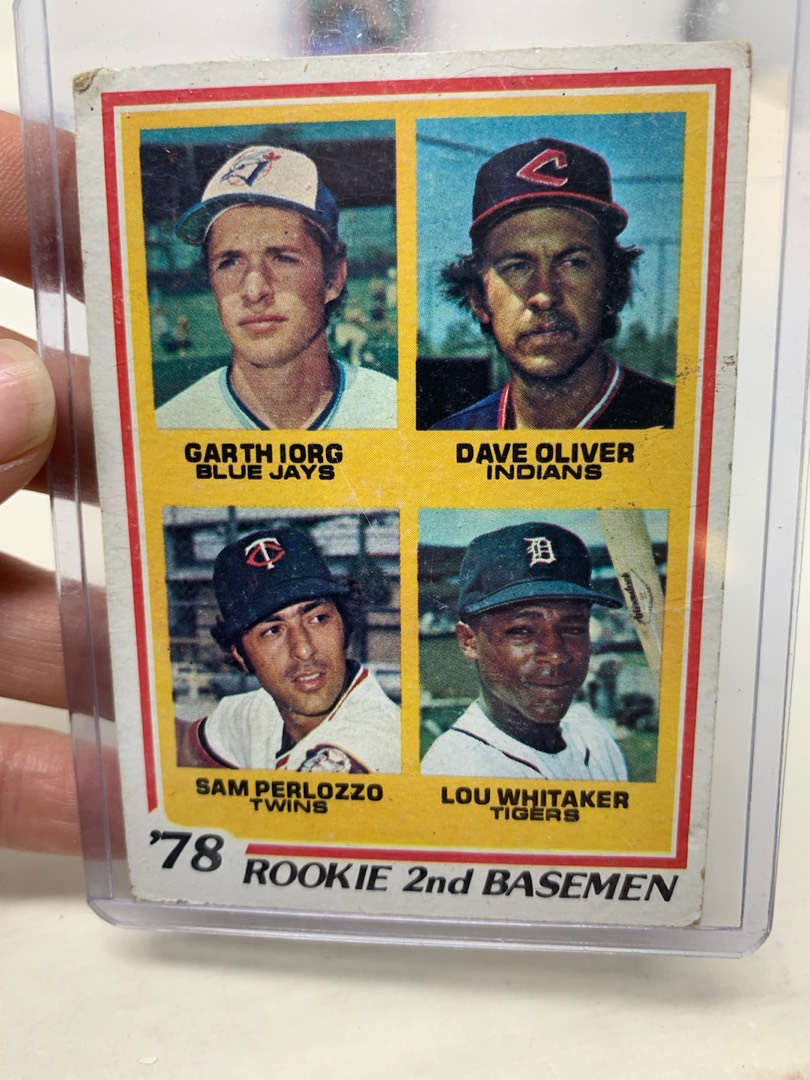 GARTH IORG
BLUE JAYS
DAVE OLIVER
INDIANS
SAM PERLOZZO
TWINS
LOU WHITAKER
TIGERS
'78 ROOKIE 2nd BASEMEN